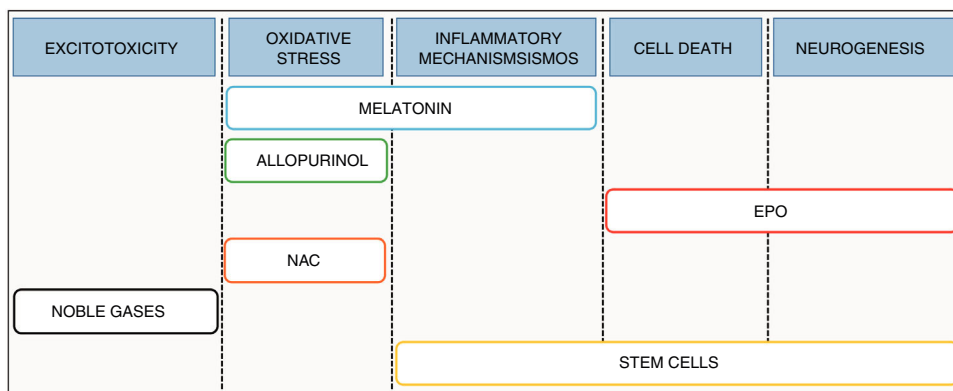 EXCITOTOXICITY
OXIDATIVE
STRESS
INFLAMMATORY
MECHANISMSISMOS
CELL DEATH
NEUROGENESIS
MELATONIN
ALLOPURINOL
EPO
NAC
NOBLE GASES
STEM CELLS